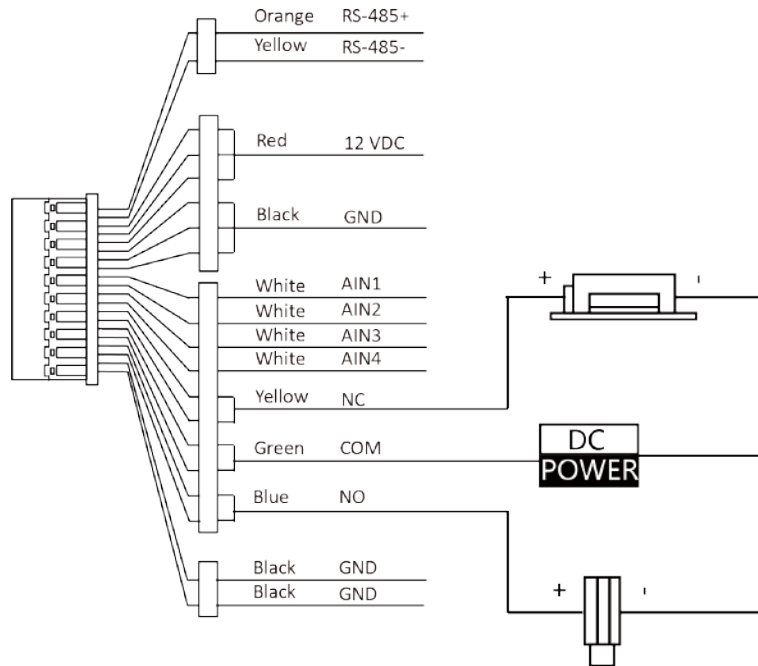 Orange RS-485+
Yellow RS-485-
Red 12 VDC
Black GND
White AIN1
White AIN2
White AIN3
White AIN4
+ -
Yellow NC
Green COM
DC
POWER
Blue NO
+ -
Black GND
Black GND